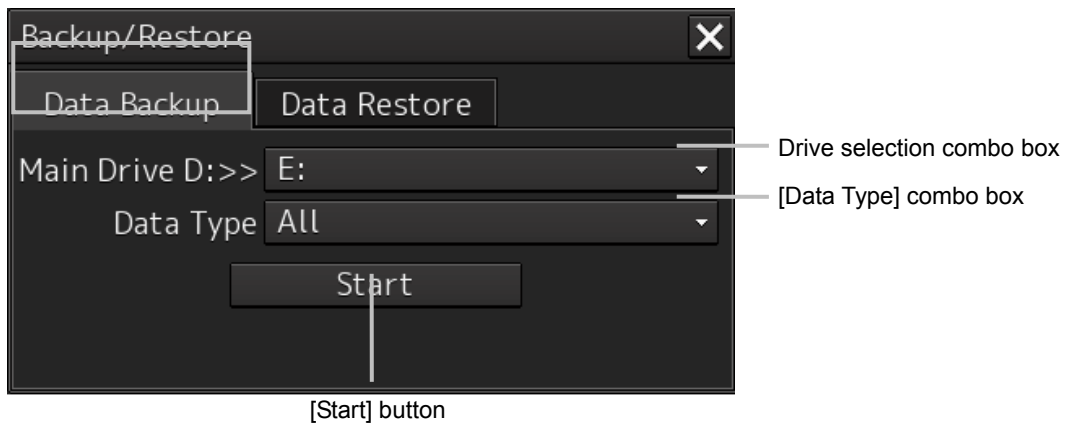 Backup/Restore
Data Backup Data Restore
Main Drive D:>> E:
Drive selection combo box
Data Type All
[Data Type] combo box
Start
[Start] button